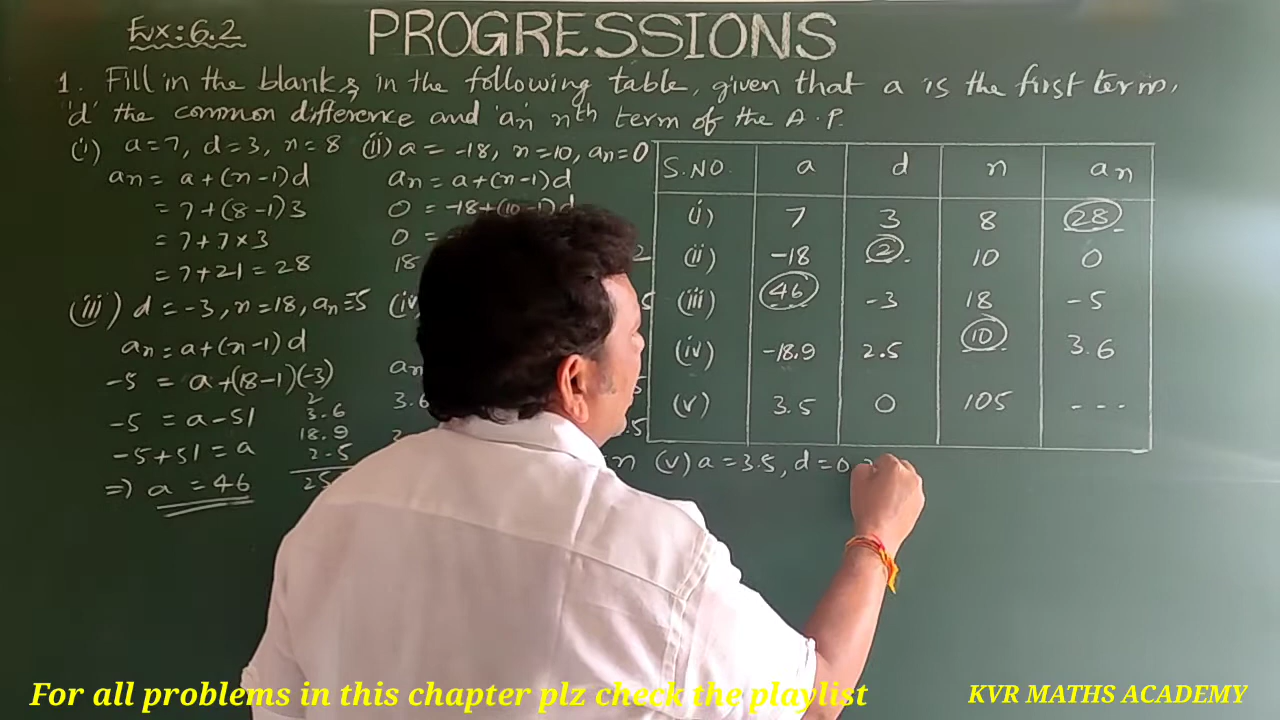 Ex:6.2
PROGRESSIONS
1. Fill in the blanks in the following table, given that a is the first term,
'd' the common difference and 'an' nth term of the A.P.
(i) a=7, d=3, n=8
an = a+(n-1)d
= 7+(8-1)3
= 7+7×3
= 7+21=28
(ii) a= -18, n=10, an=0
an = a+(n-1)d
0 = -18+(10-1)d
0 =
18
2
(iii) d=-3, n=18, an=-5
an=a+(n-1)d
-5 = a+(18-1)(-3)
-5 = a-51
-5+51=a
=) a = 46
2
3.6
18.9
2.5
25
(iv)
5
an
3.6
.5
n
S.NO. a d n an
(i) 7 3 8 28
(ii) -18 2 10 0
(iii) 46 -3 18 -5
(iv) -18.9 2.5 10 3.6
(v) 3.5 0 105 ---
(v) a=3.5, d=0
For all problems in this chapter plz check the playlist
KVR MATHS ACADEMY